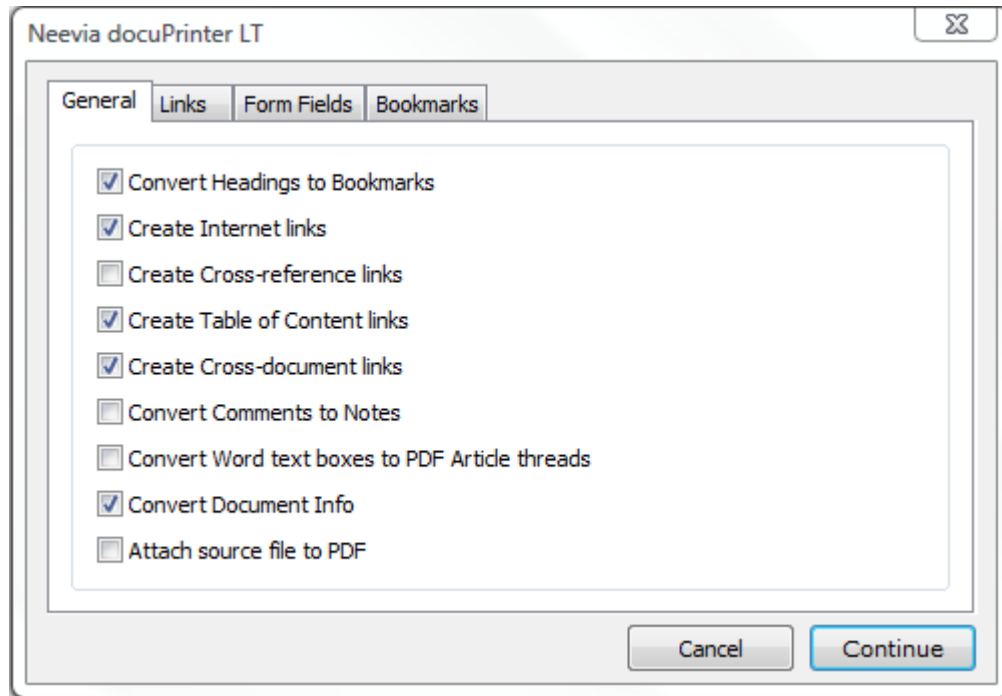 Neevia docuPrinter LT
General Links Form Fields Bookmarks
Convert Headings to Bookmarks
Create Internet links
Create Cross-reference links
Create Table of Content links
Create Cross-document links
Convert Comments to Notes
Convert Word text boxes to PDF Article threads
Convert Document Info
Attach source file to PDF
Cancel Continue